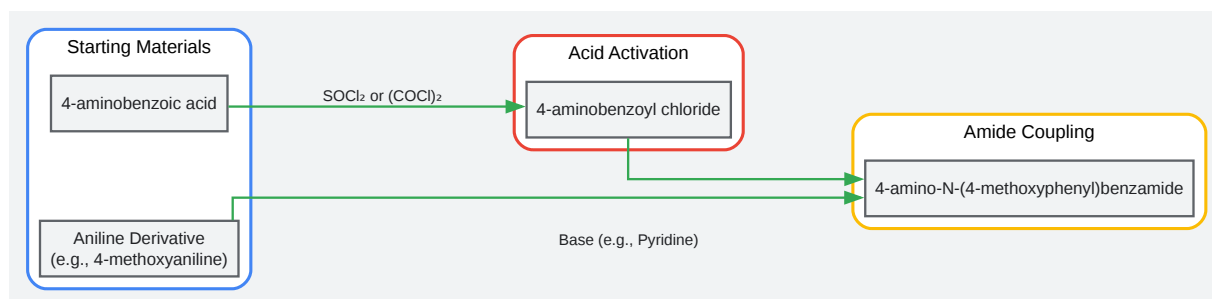 Starting Materials
4-aminobenzoic acid
SOCl₂ or (COCl)₂
Acid Activation
4-aminobenzoyl chloride
Amide Coupling
4-amino-N-(4-methoxyphenyl)benzamide
Aniline Derivative
(e.g., 4-methoxyaniline)
Base (e.g., Pyridine)